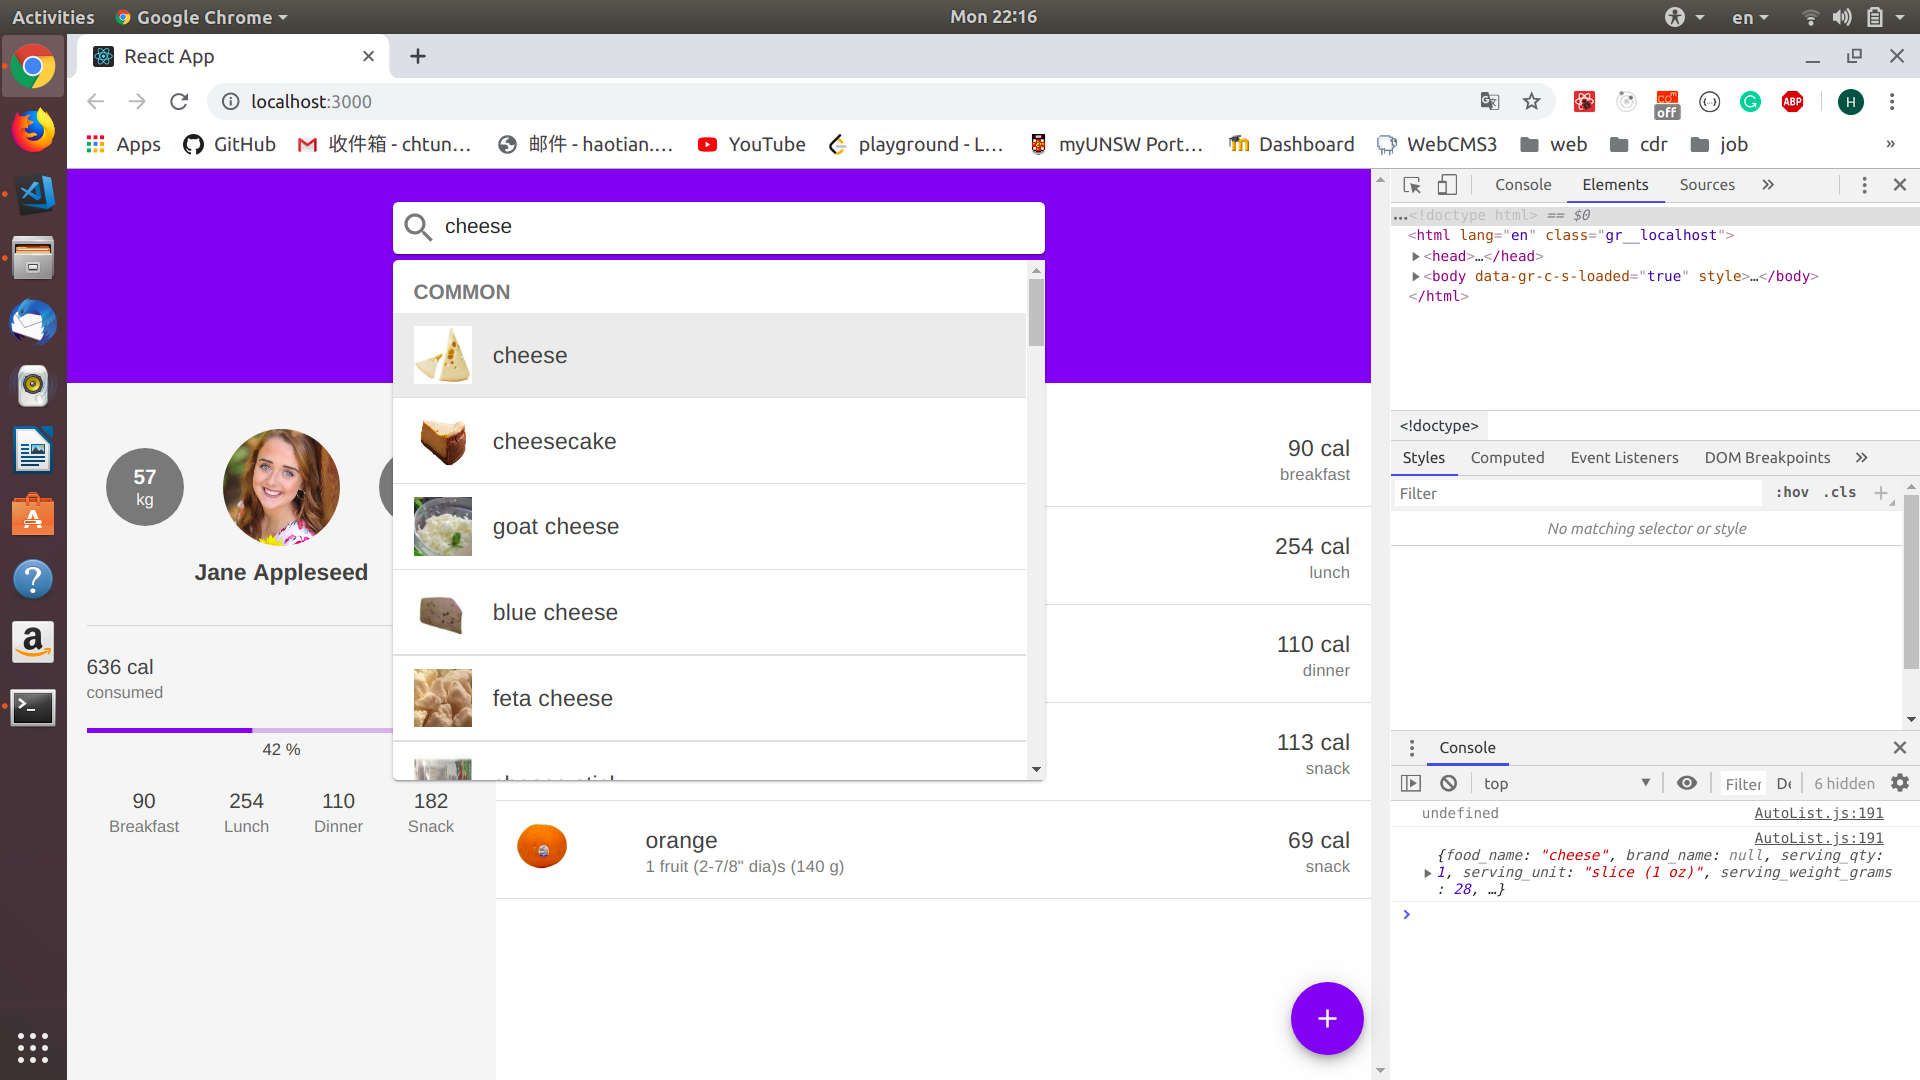 Activities
Google Chrome
Mon 22:16
en
React App
localhost:3000
off
ABP
H
Apps
GitHub
收件箱 - chtun...
邮件 - haotian....
YouTube
playground - L...
myUNSW Port...
Dashboard
WebCMS3
web
cdr
job
»
cheese
COMMON
cheese
cheesecake
goat cheese
blue cheese
feta cheese
57
kg
Jane Appleseed
636 cal
consumed
42 %
90
Breakfast
254
Lunch
110
Dinner
182
Snack
90 cal
breakfast
254 cal
lunch
110 cal
dinner
113 cal
snack
orange
1 fruit (2-7/8" dia)s (140 g)
69 cal
snack
+
Console
Elements
Sources
»
...<!doctype html> == $0
<html lang="en" class="gr__localhost">
<head>…</head>
<body data-gr-c-s-loaded="true" style>…</body>
</html>
<!doctype>
Styles
Computed
Event Listeners
DOM Breakpoints
»
Filter
:hov
.cls
+
No matching selector or style
Console
top
Filter
6 hidden
undefined
AutoList.js:191
AutoList.js:191
{food_name: "cheese", brand_name: null, serving_qty:
1, serving_unit: "slice (1 oz)", serving_weight_grams
: 28, …}